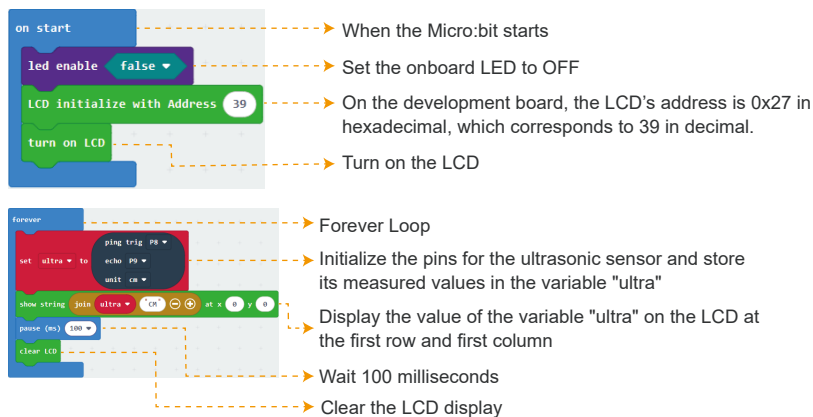 on start
When the Micro:bit starts
led enable false
Set the onboard LED to OFF
LCD initialize with Address 39
On the development board, the LCD's address is 0x27 in
hexadecimal, which corresponds to 39 in decimal.
turn on LCD
Turn on the LCD
forever
Forever Loop
ping trig P8
set ultra to echo P9
unit cm
Initialize the pins for the ultrasonic sensor and store
its measured values in the variable "ultra"
show string join ultra "CM" at x 0 y 0
Display the value of the variable "ultra" on the LCD at
the first row and first column
pause (ms) 100
Wait 100 milliseconds
clear LCD
Clear the LCD display